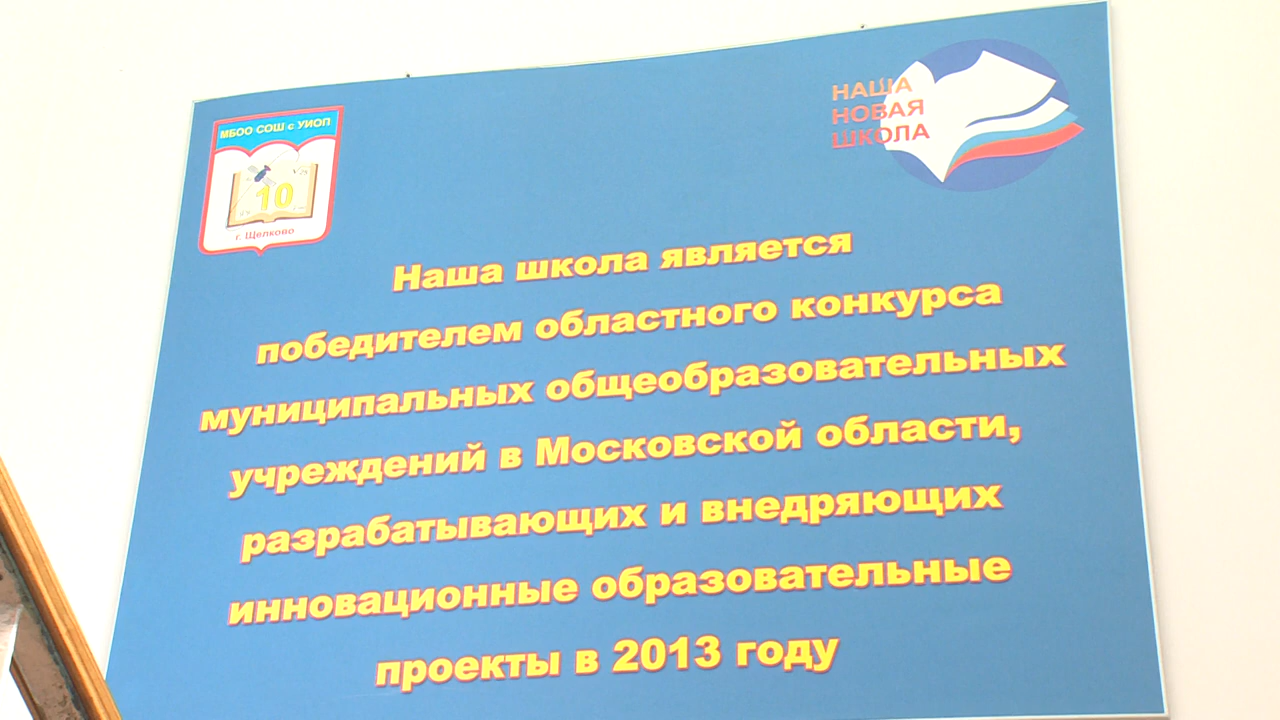 МБОО СОШ с УИОП
10
г. Щелково
НАША
НОВАЯ
ШКОЛА
Наша школа является
победителем областного конкурса
муниципальных общеобразовательных
учреждений в Московской области,
разрабатывающих и внедряющих
инновационные образовательные
проекты в 2013 году